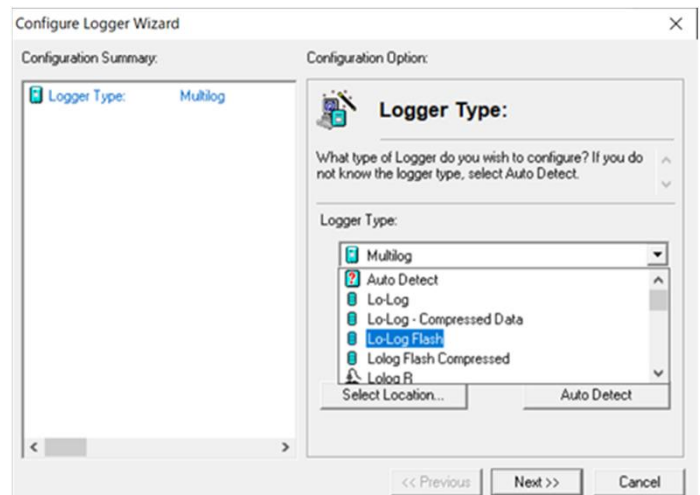 Configure Logger Wizard
Configuration Summary:
Logger Type: Multilog
Configuration Option:
Logger Type:
What type of Logger do you wish to configure? If you do
not know the logger type, select Auto Detect.
Logger Type:
Multilog
Auto Detect
Lo-Log
Lo-Log - Compressed Data
Lo-Log Flash
Lolog Flash Compressed
Lolog R
Select Location...
Auto Detect
<< Previous
Next >>
Cancel